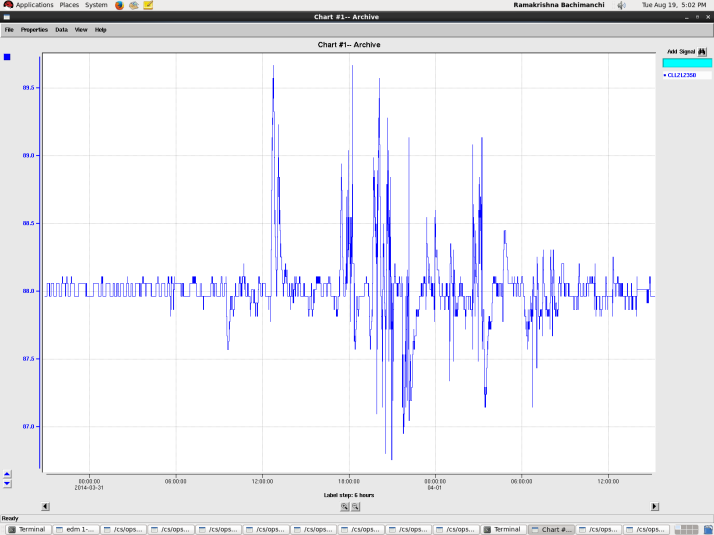 Applications Places System
Ramakrishna Bachimanchi
Tue Aug 19, 5:02 PM
Chart #1-- Archive
File Properties Data View Help
Chart #1-- Archive
Add Signal
CLL2LZ350
89.5
89.0
88.5
88.0
87.5
87.0
00:00:00
2014-03-31
06:00:00
12:00:00
18:00:00
00:00:00
04-01
06:00:00
12:00:00
Label step: 6 hours
Ready
Terminal edm 1-... /cs/ops... /cs/ops... /cs/ops... /cs/ops... /cs/ops... /cs/ops... /cs/ops... /cs/ops... Terminal Chart #... /cs/ops... /cs/ops...